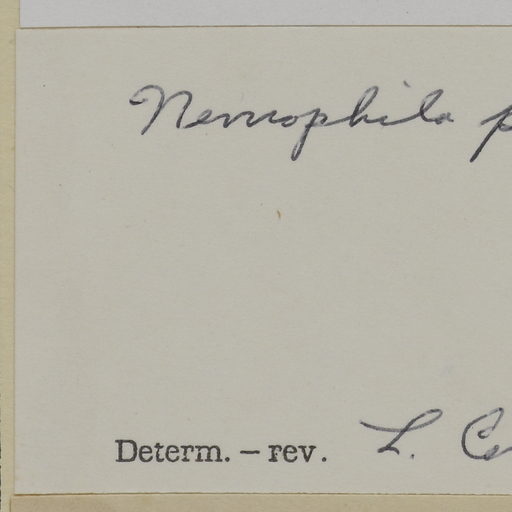 Nemophila p
Determ. – rev. L. C